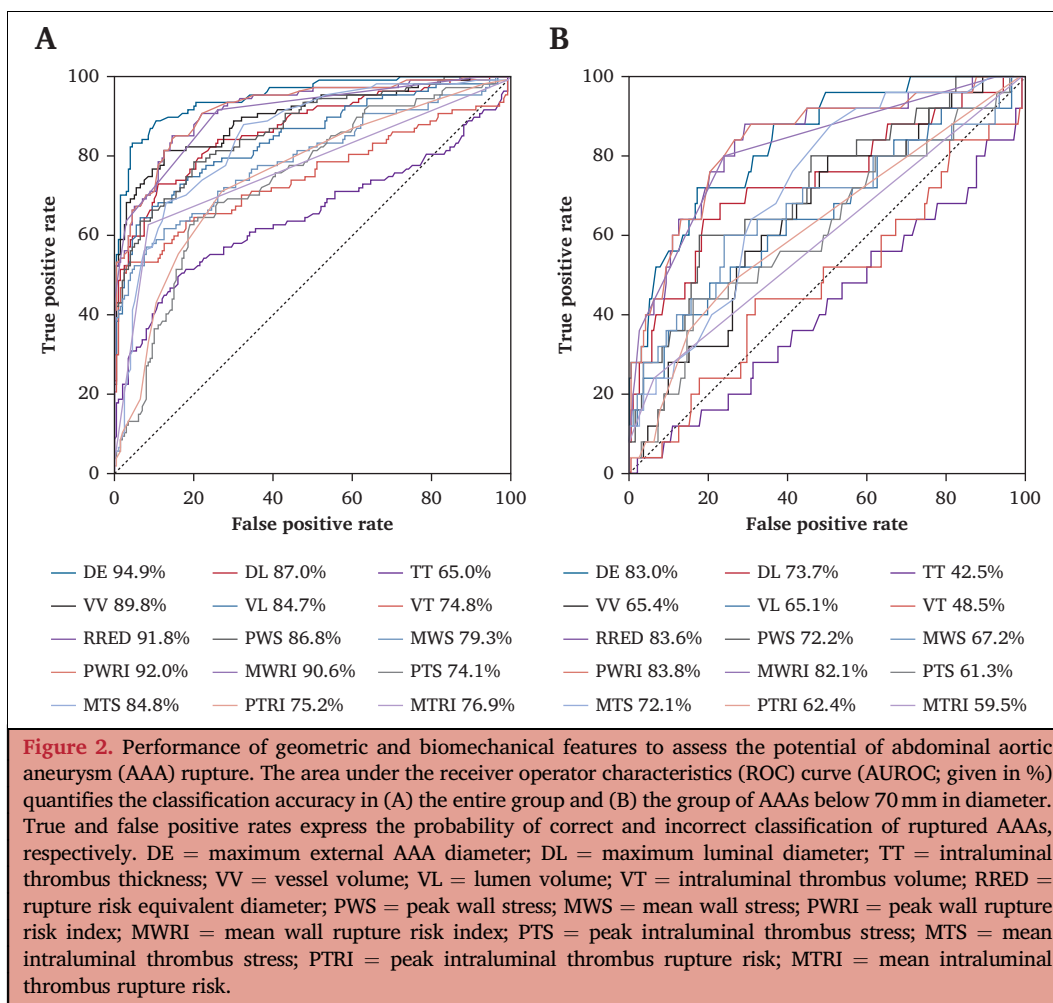 A
B
100
80
60
40
20
0
True positive rate
0 20 40 60 80 100
False positive rate
100
80
60
40
20
0
True positive rate
0 20 40 60 80 100
False positive rate
DE 94.9% DL 87.0% TT 65.0%
VV 89.8% VL 84.7% VT 74.8%
RRED 91.8% PWS 86.8% MWS 79.3%
PWRI 92.0% MWRI 90.6% PTS 74.1%
MTS 84.8% PTRI 75.2% MTRI 76.9%
DE 83.0% DL 73.7% TT 42.5%
VV 65.4% VL 65.1% VT 48.5%
RRED 83.6% PWS 72.2% MWS 67.2%
PWRI 83.8% MWRI 82.1% PTS 61.3%
MTS 72.1% PTRI 62.4% MTRI 59.5%
Figure 2. Performance of geometric and biomechanical features to assess the potential of abdominal aortic
aneurysm (AAA) rupture. The area under the receiver operator characteristics (ROC) curve (AUROC; given in %)
quantifies the classification accuracy in (A) the entire group and (B) the group of AAAs below 70 mm in diameter.
True and false positive rates express the probability of correct and incorrect classification of ruptured AAAs,
respectively. DE = maximum external AAA diameter; DL = maximum luminal diameter; TT = intraluminal
thrombus thickness; VV = vessel volume; VL = lumen volume; VT = intraluminal thrombus volume; RRED =
rupture risk equivalent diameter; PWS = peak wall stress; MWS = mean wall stress; PWRI = peak wall rupture
risk index; MWRI = mean wall rupture risk index; PTS = peak intraluminal thrombus stress; MTS = mean
intraluminal thrombus stress; PTRI = peak intraluminal thrombus rupture risk; MTRI = mean intraluminal
thrombus rupture risk.